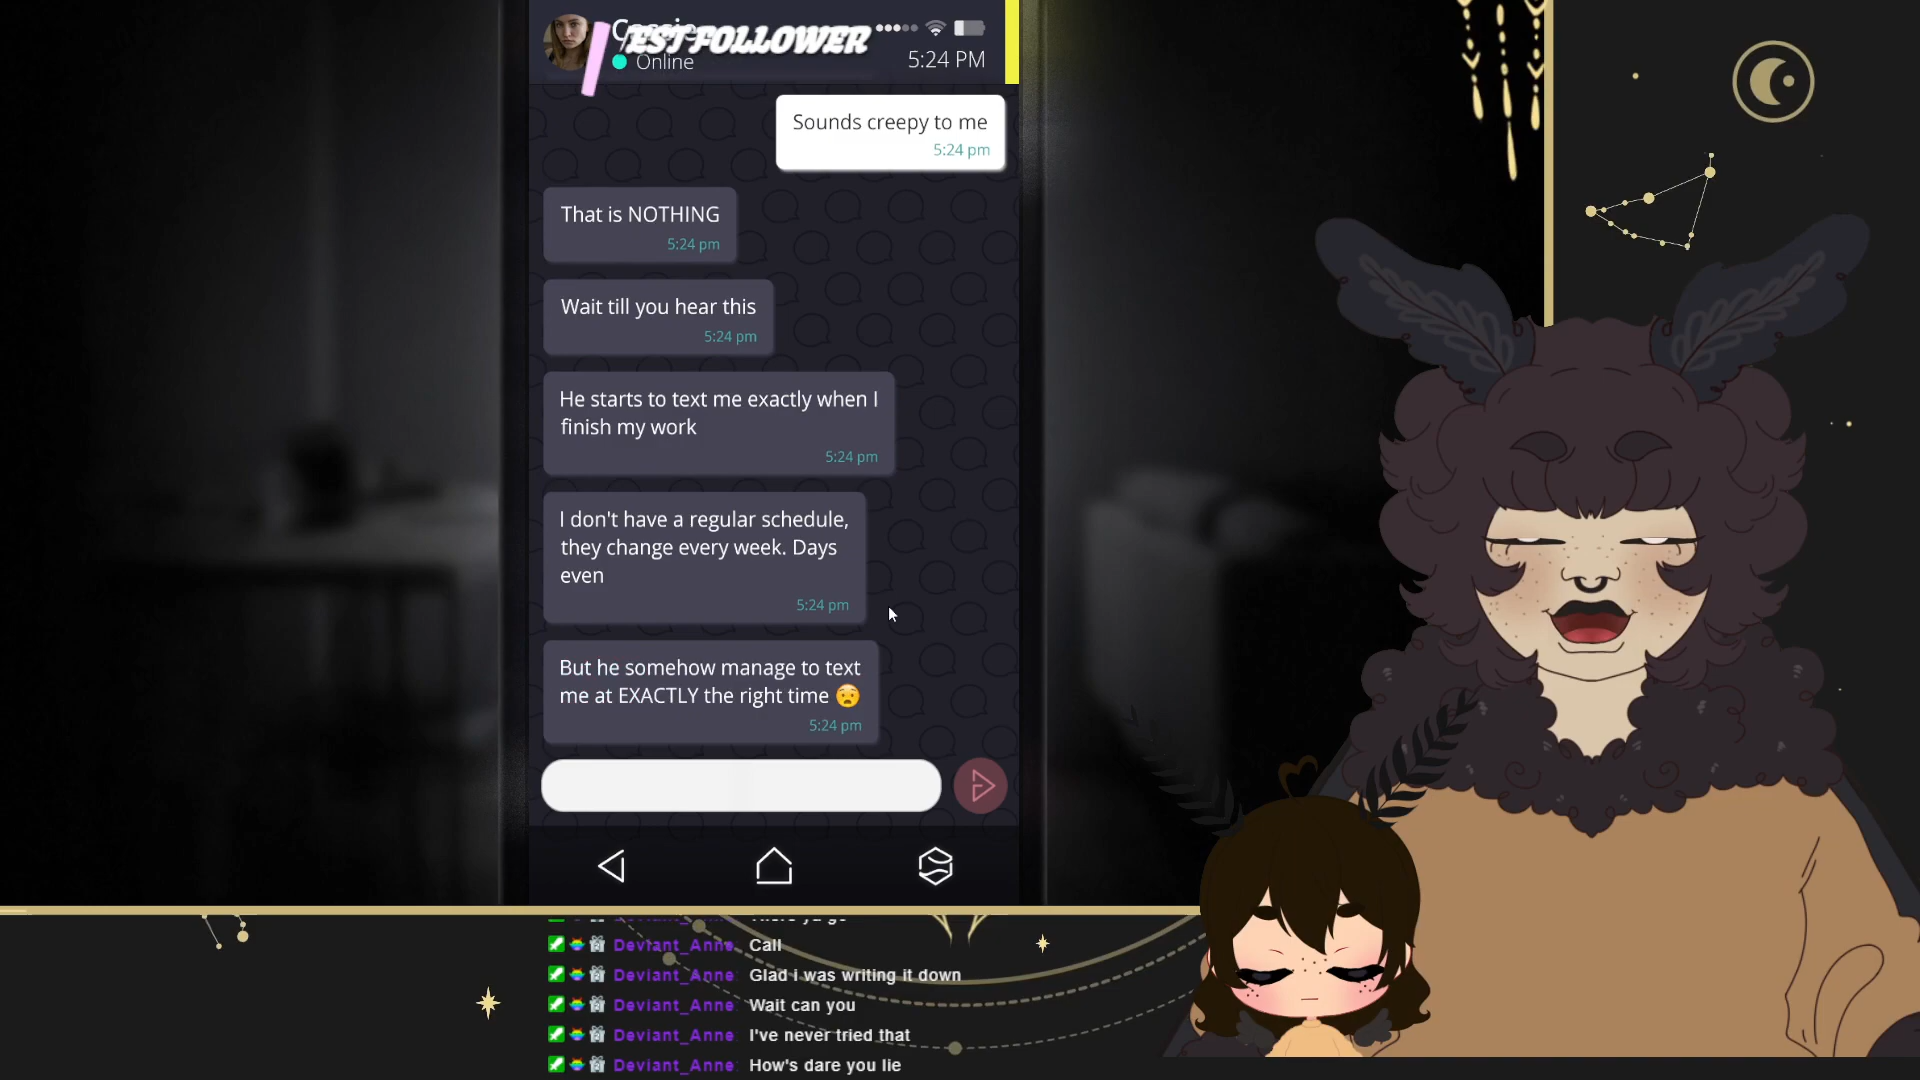 EST FOLLOWER
Online
5:24 PM
Sounds creepy to me
5:24 pm
That is NOTHING
5:24 pm
Wait till you hear this
5:24 pm
He starts to text me exactly when I
finish my work
5:24 pm
I don't have a regular schedule,
they change every week. Days
even
5:24 pm
But he somehow manage to text
me at EXACTLY the right time 😧
5:24 pm
Deviant_Anne: Call
Deviant_Anne: Glad i was writing it down
Deviant_Anne: Wait can you
Deviant_Anne: I've never tried that
Deviant_Anne: How's dare you lie